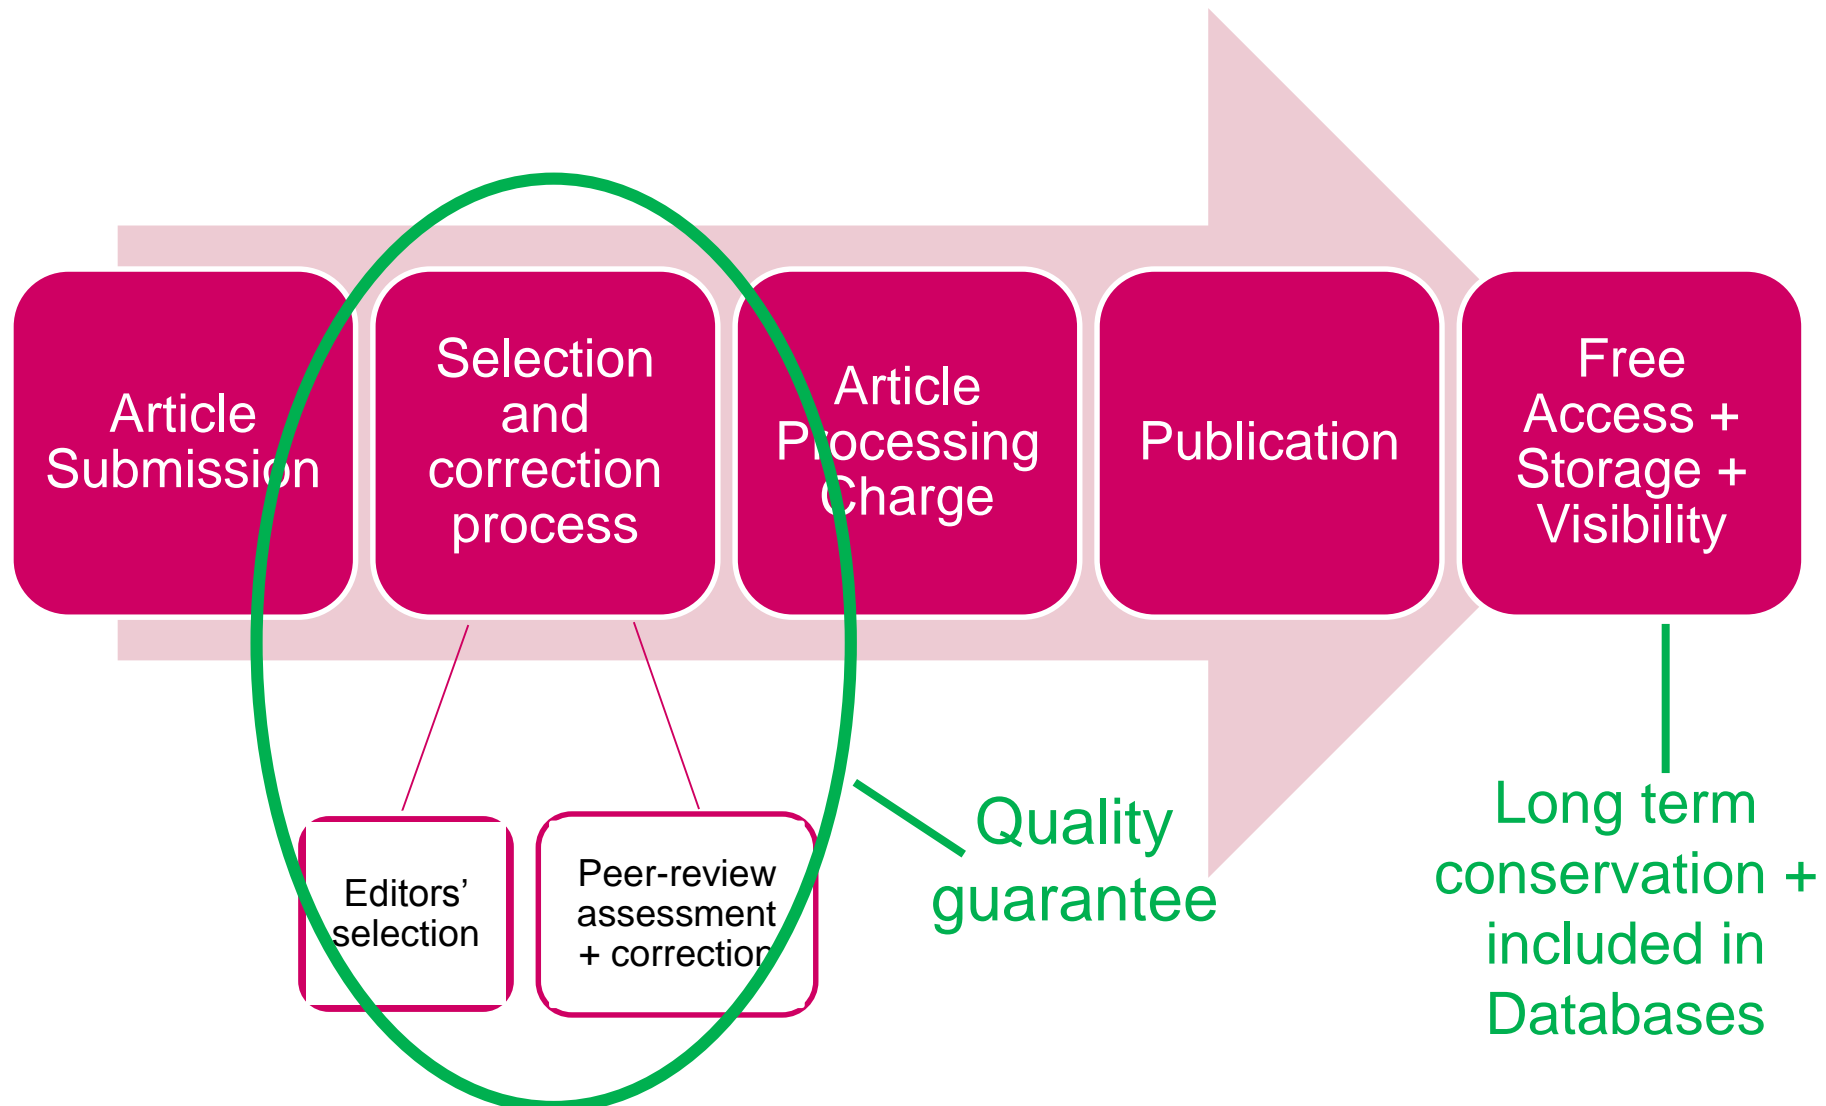 Article
Submission
Selection
and
correction
process
Article
Processing
Charge
Publication
Free
Access +
Storage +
Visibility
Editors’
selection
Peer-review
assessment
+ correction
Quality
guarantee
Long term
conservation +
included in
Databases